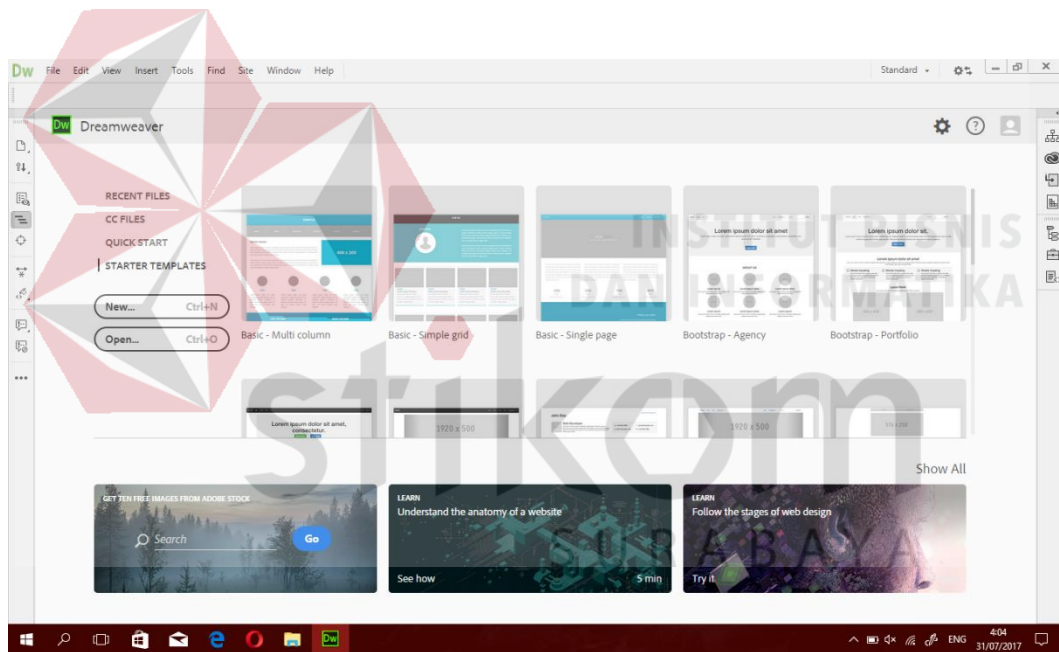 Dw File Edit View Insert Tools Find Site Window Help Standard
Dw Dreamweaver
RECENT FILES
CC FILES
QUICK START
STARTER TEMPLATES
New... Ctrl+N
Open... Ctrl+O
Lorem ipsum dolor sit amet
ABOUT US
Lorem ipsum dolor sit.
Basic - Multi column
Basic - Simple grid
Basic - Single page
Bootstrap - Agency
Bootstrap - Portfolio
Lorem ipsum dolor sit amet,
consectetur.
1920 x 500
1920 x 500
Show All
GET TEN FREE IMAGES FROM ADOBE STOCK
Search Go
LEARN
Understand the anatomy of a website
See how 5 min
LEARN
Follow the stages of web design
Try it
INSTITUT BISNIS
DAN INFORMATIKA
stikom
SURABAYA
Dw ENG 4:04
31/07/2017